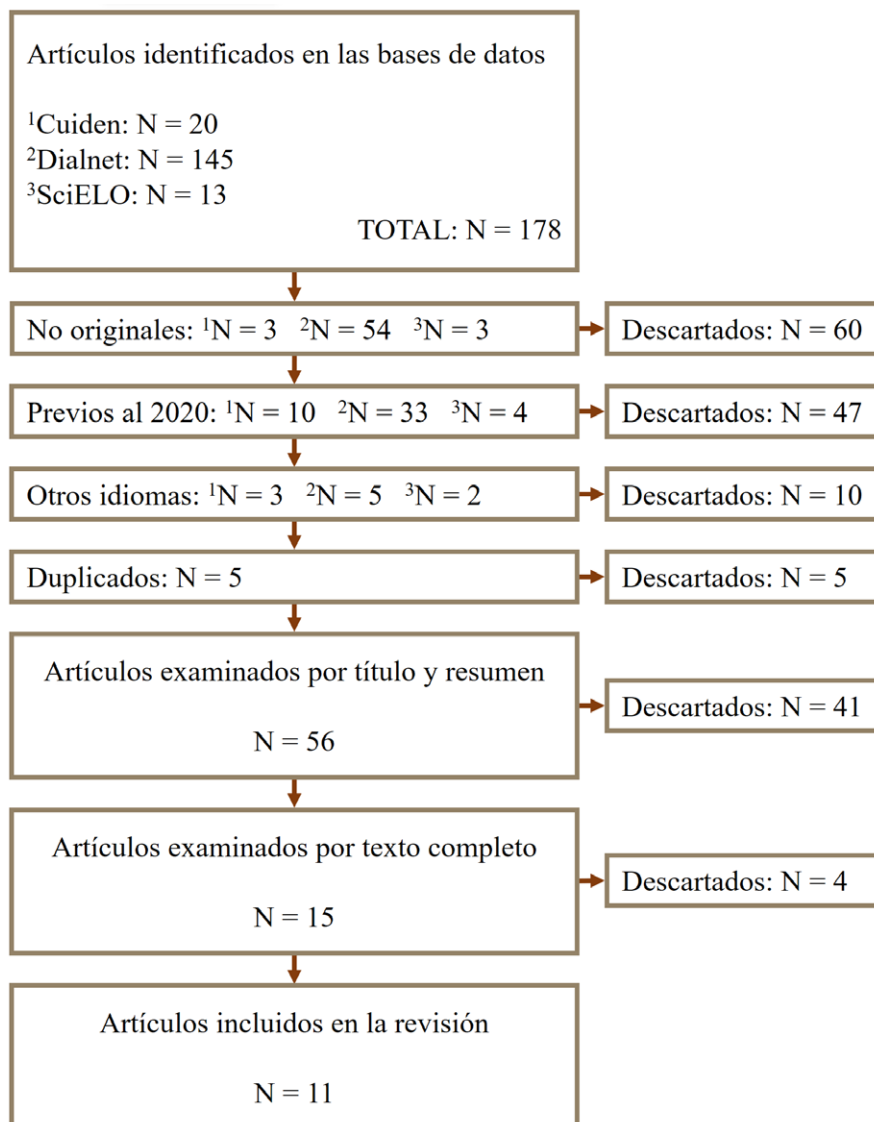 Artículos identificados en las bases de datos
¹Cuiden: N = 20
²Dialnet: N = 145
³SciELO: N = 13
TOTAL: N = 178
No originales: ¹N = 3 ²N = 54 ³N = 3
Descartados: N = 60
Previos al 2020: ¹N = 10 ²N = 33 ³N = 4
Descartados: N = 47
Otros idiomas: ¹N = 3 ²N = 5 ³N = 2
Descartados: N = 10
Duplicados: N = 5
Descartados: N = 5
Artículos examinados por título y resumen
N = 56
Descartados: N = 41
Artículos examinados por texto completo
N = 15
Descartados: N = 4
Artículos incluidos en la revisión
N = 11